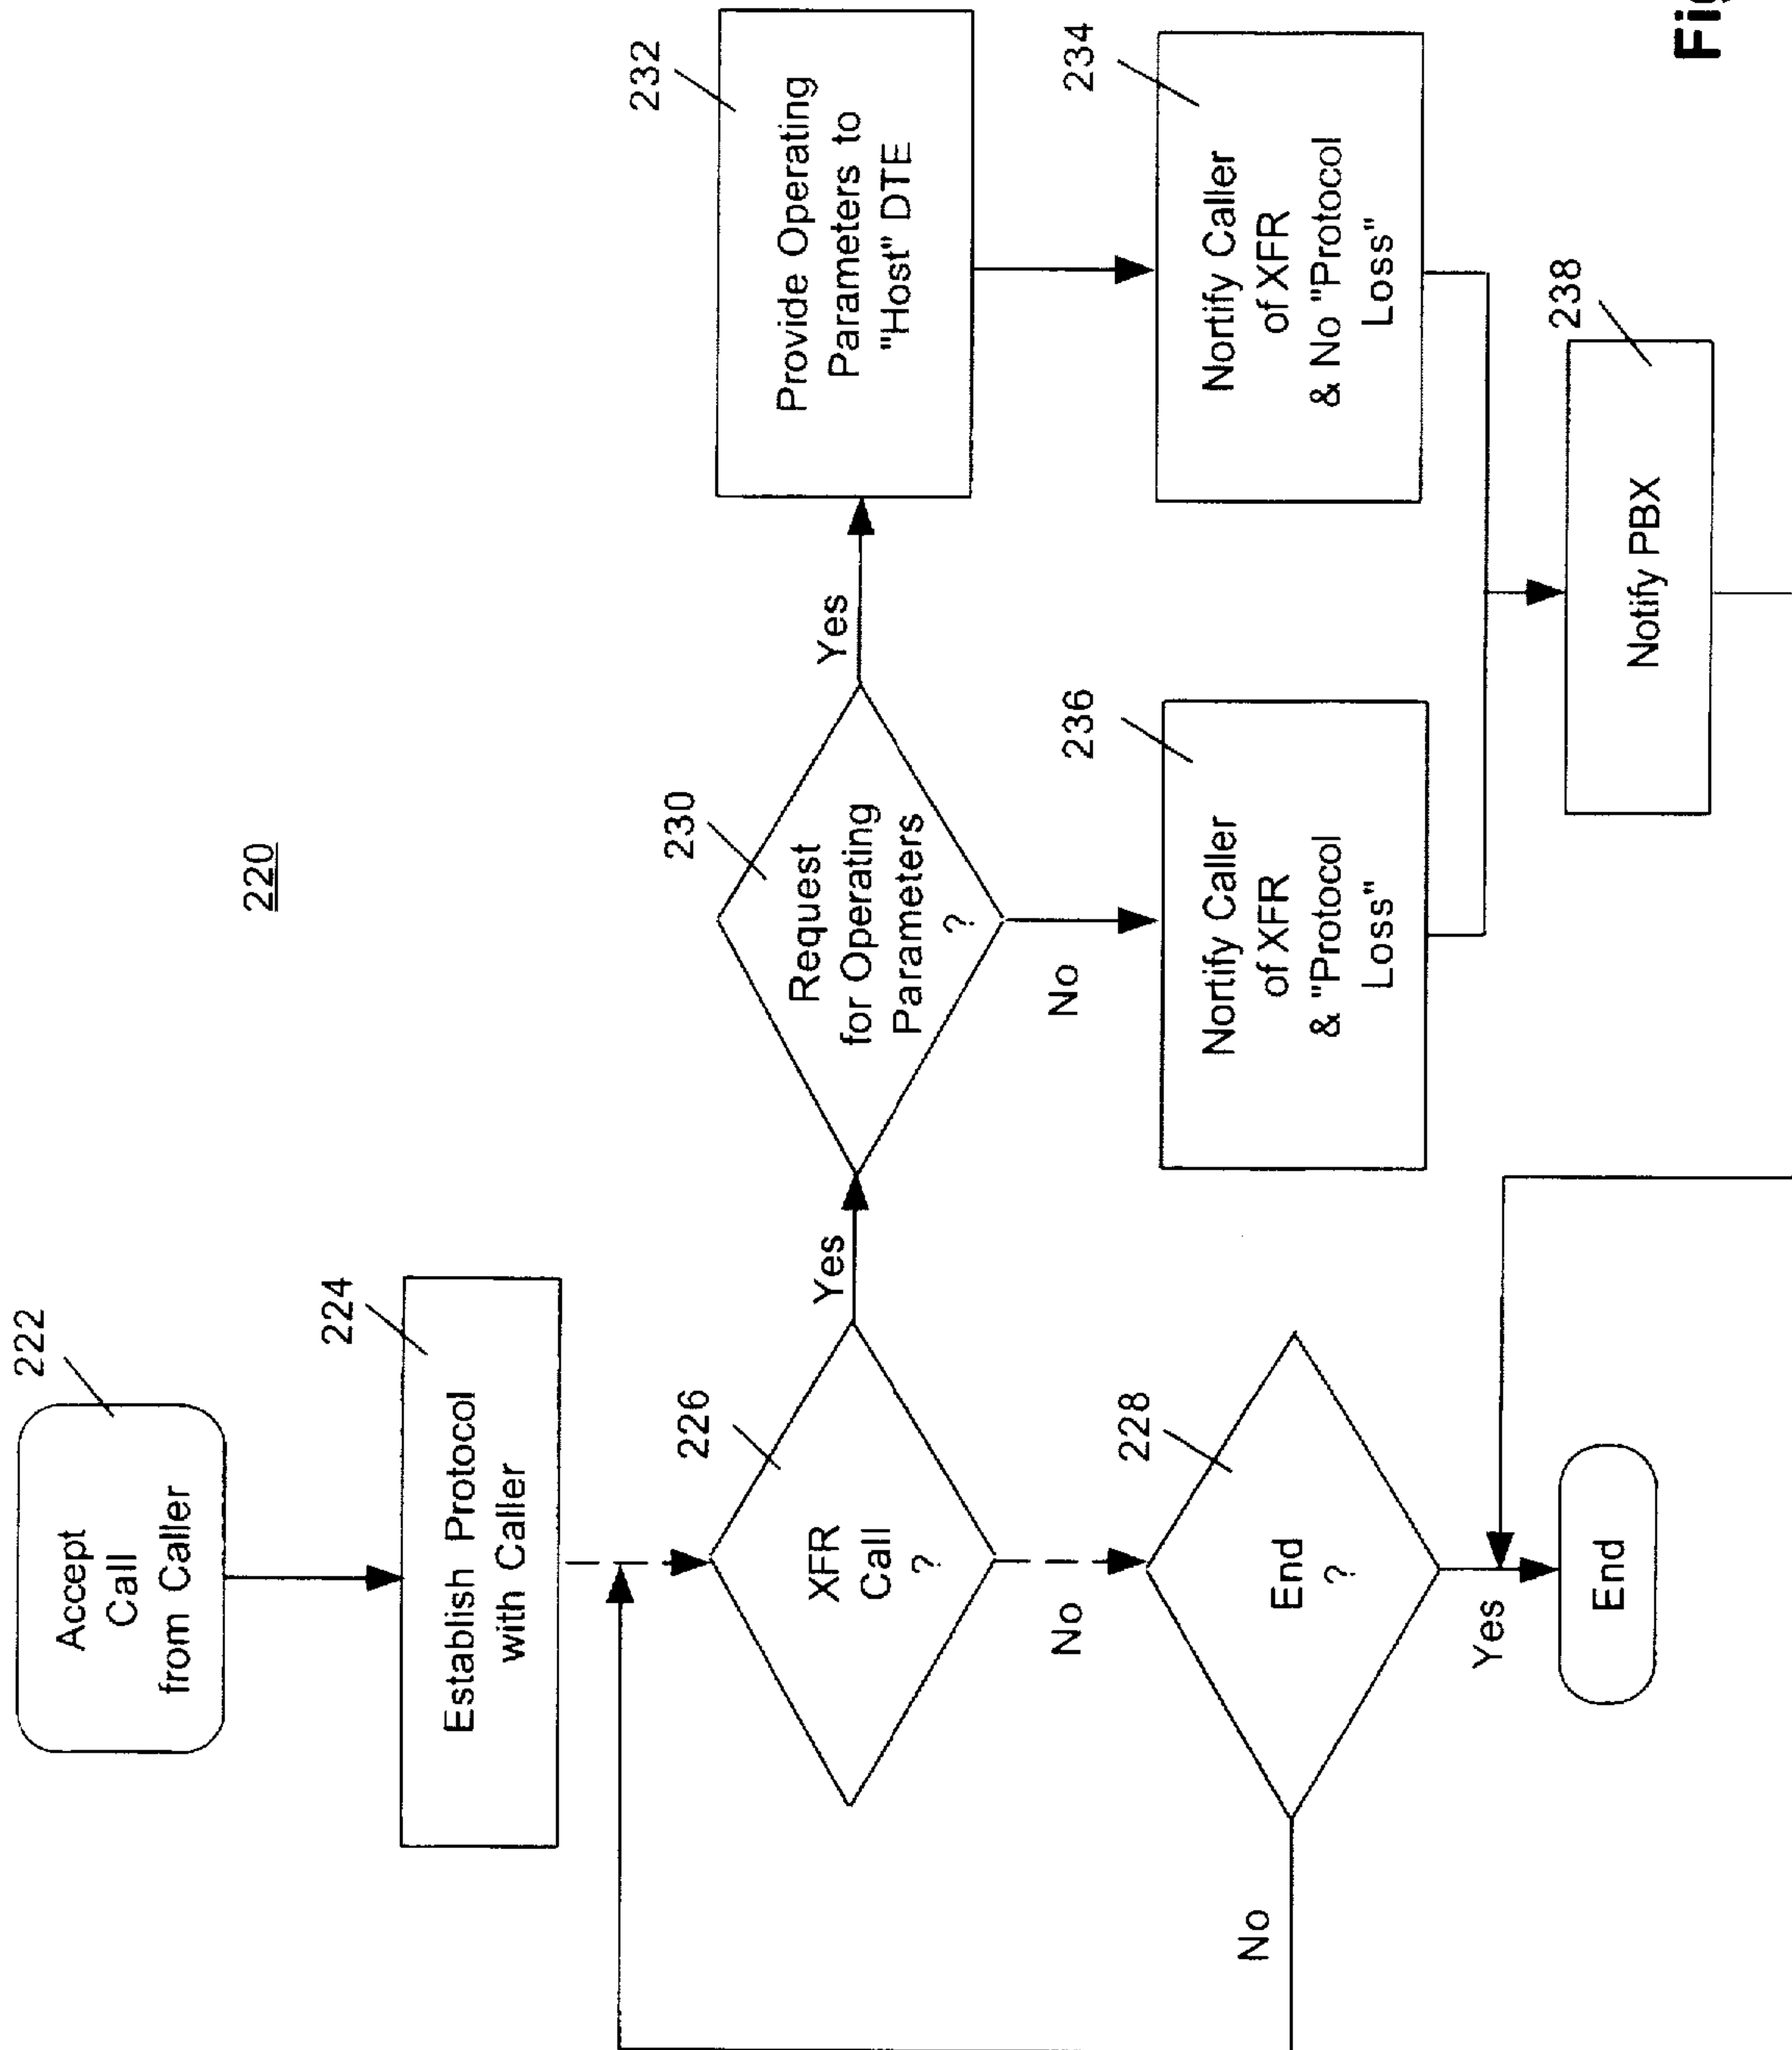 220
222
Accept
Call
from Caller
224
Establish Protocol
with Caller
226
XFR
Call
?
Yes
No
228
End
?
No
Yes
End
230
Request
for Operating
Parameters
?
Yes
No
232
Provide Operating
Parameters to
"Host" DTE
234
Nortify Caller
of XFR
& No "Protocol
Loss"
236
Nortify Caller
of XFR
& "Protocol
Loss"
238
Notify PBX